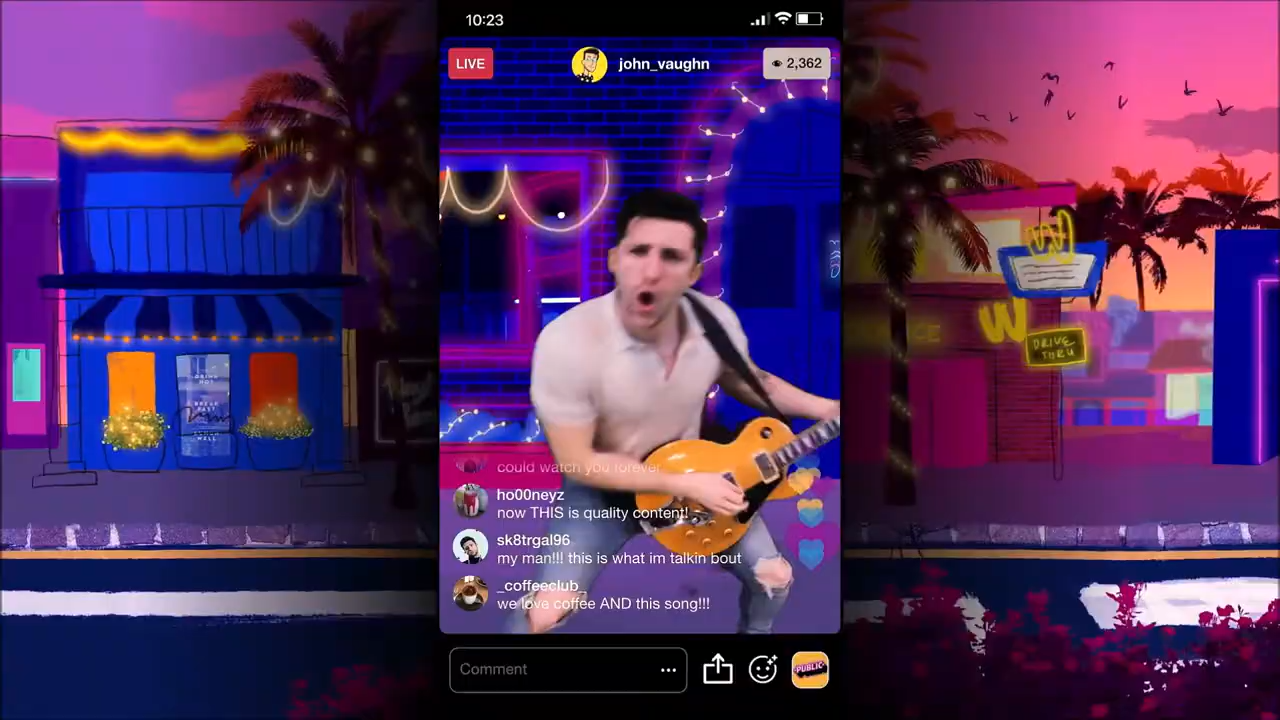 10:23
LIVE
john_vaughn
2,362
could watch you forever
ho00neyz
now THIS is quality content!
sk8trgal96
my man!!! this is what im talkin bout
_coffeeclub
we love coffee AND this song!!!
Comment
PUBLIC
W
W
DRIVE
THRU